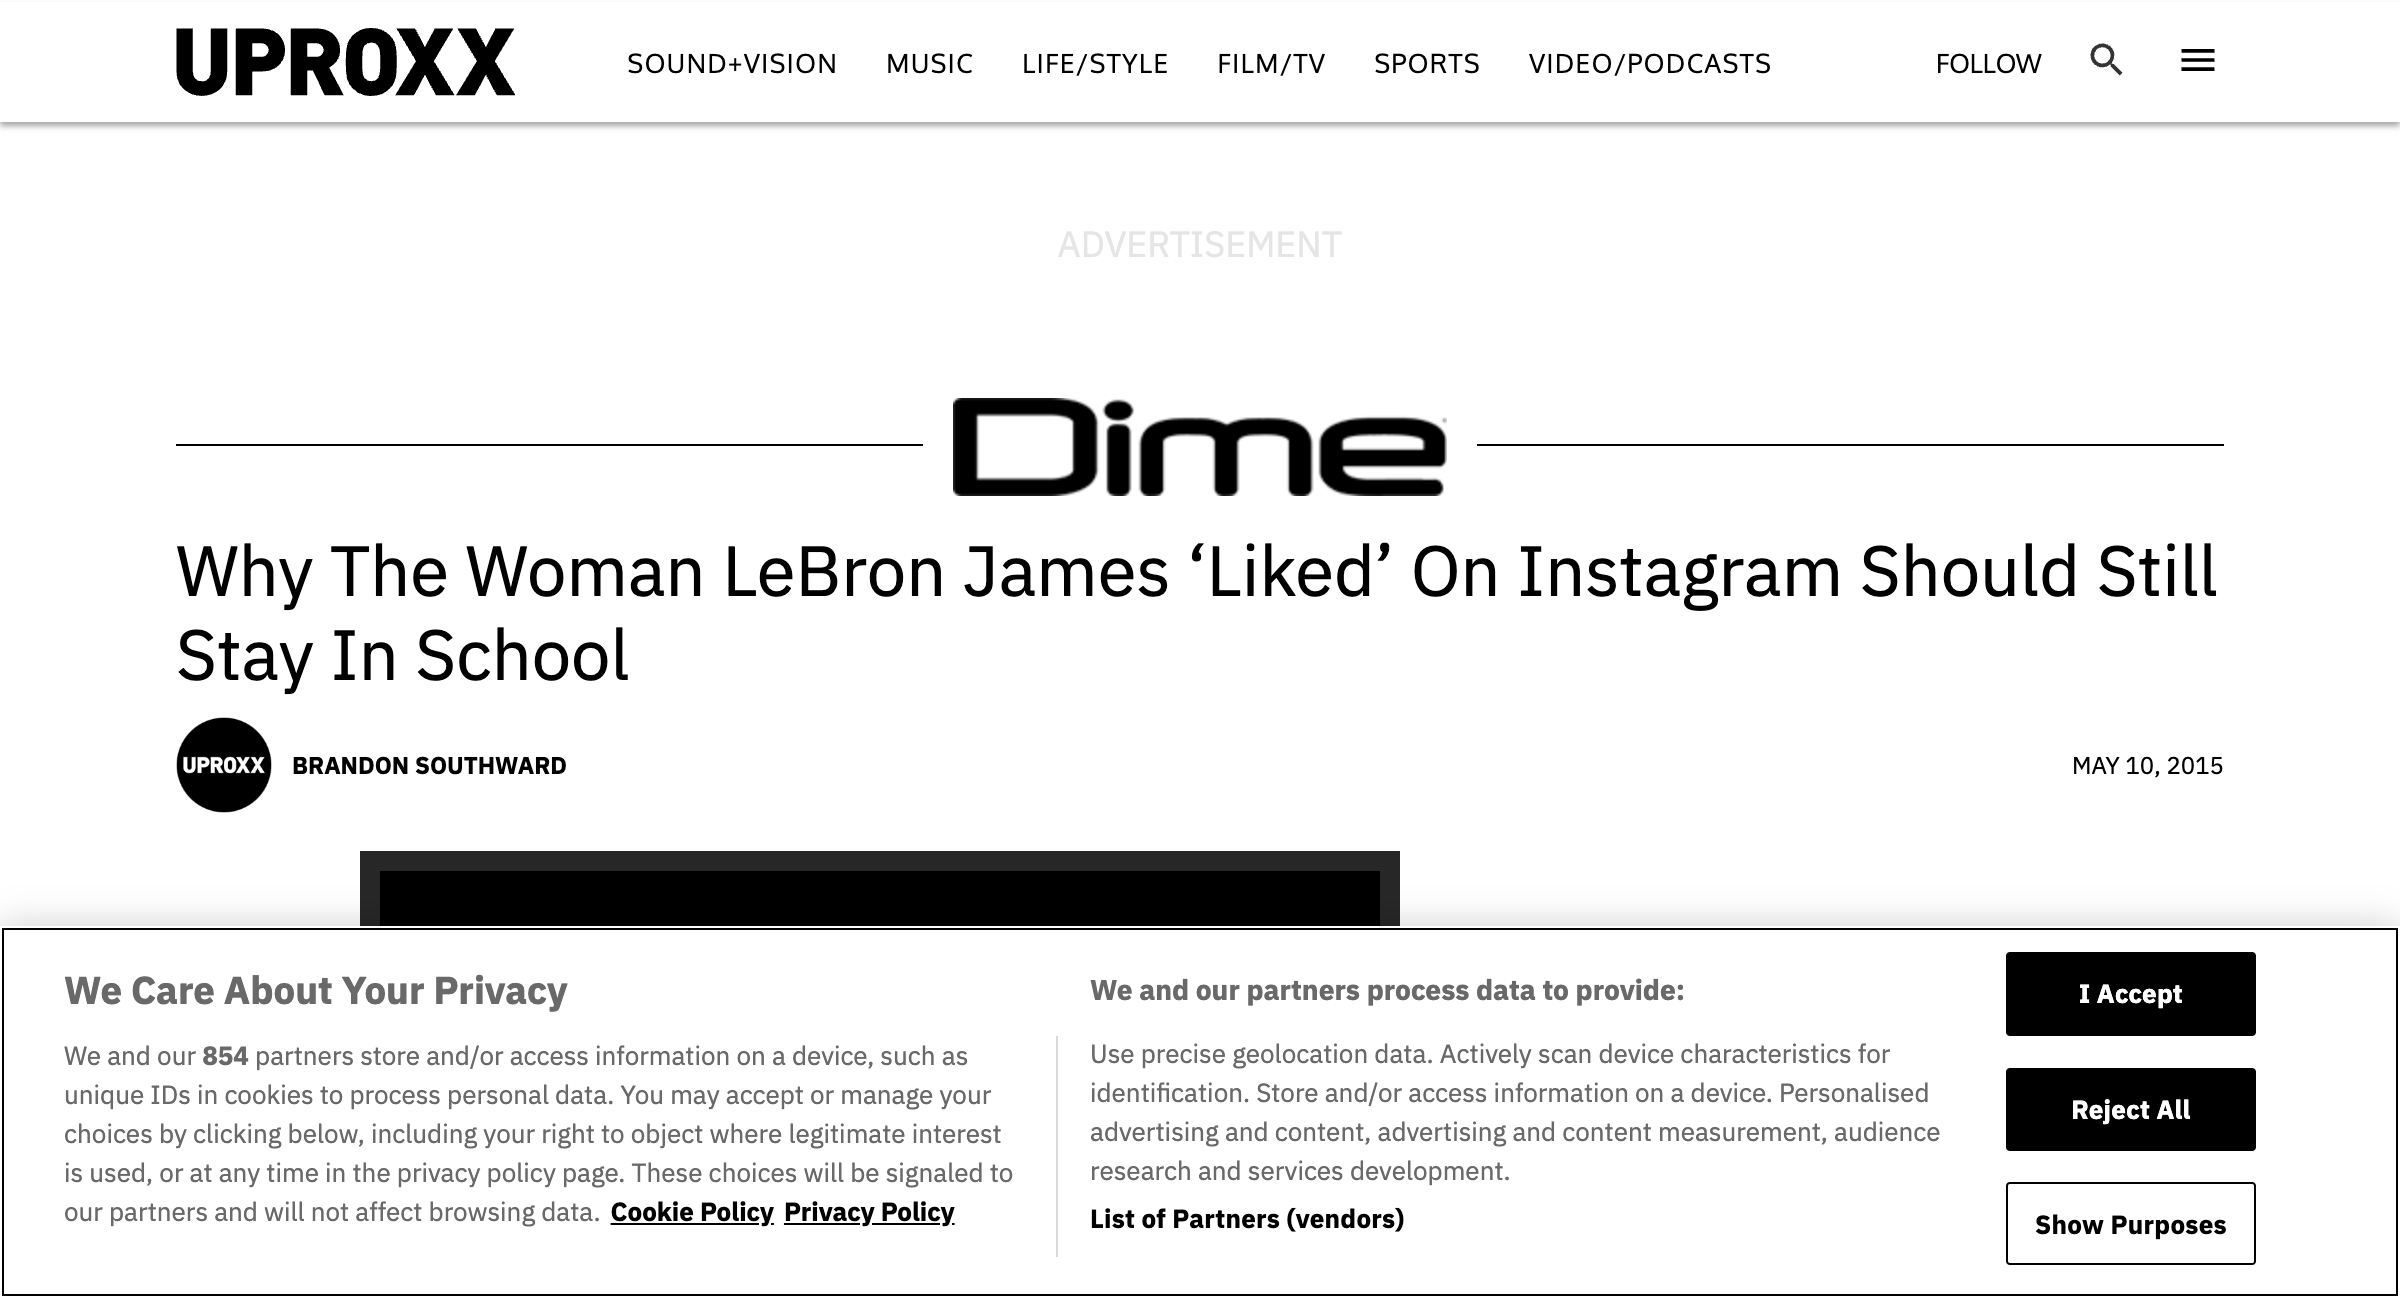 UPROXX
SOUND+VISION MUSIC LIFE/STYLE FILM/TV SPORTS VIDEO/PODCASTS FOLLOW
ADVERTISEMENT
Dime
Why The Woman LeBron James ‘Liked’ On Instagram Should Still
Stay In School
UPROXX BRANDON SOUTHWARD MAY 10, 2015
We Care About Your Privacy
We and our 854 partners store and/or access information on a device, such as
unique IDs in cookies to process personal data. You may accept or manage your
choices by clicking below, including your right to object where legitimate interest
is used, or at any time in the privacy policy page. These choices will be signaled to
our partners and will not affect browsing data. Cookie Policy Privacy Policy
We and our partners process data to provide:
Use precise geolocation data. Actively scan device characteristics for
identification. Store and/or access information on a device. Personalised
advertising and content, advertising and content measurement, audience
research and services development.
List of Partners (vendors)
I Accept
Reject All
Show Purposes